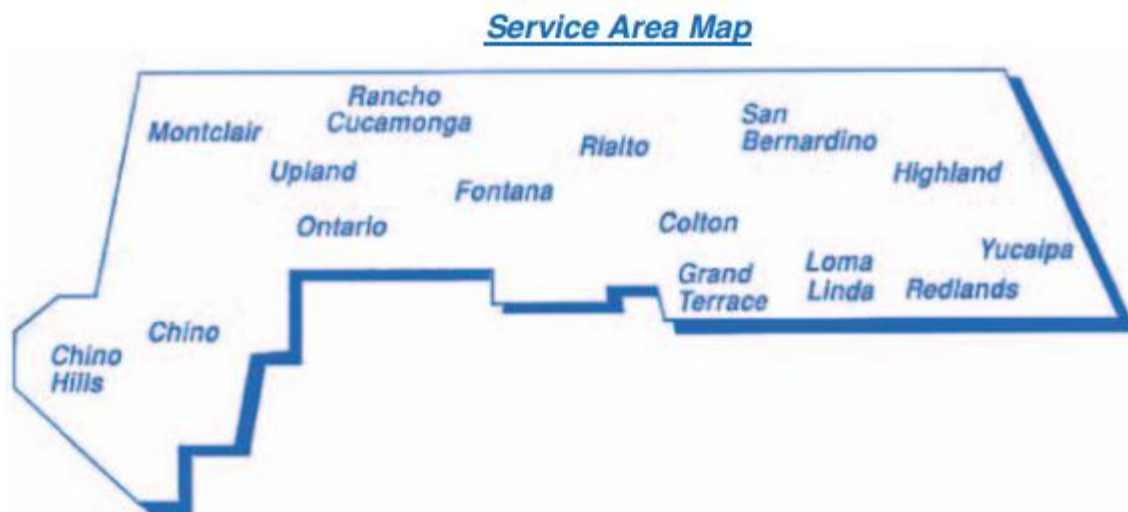 Service Area Map
Rancho
Cucamonga
Montclair
San
Bernardino
Rialto
Upland
Highland
Fontana
Ontario
Colton
Yucaipa
Grand
Terrace
Loma
Linda
Redlands
Chino
Chino
Hills